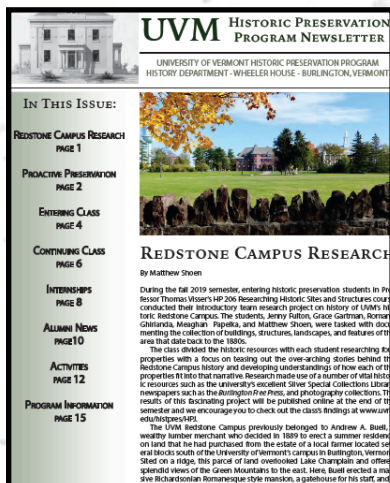 UVM HISTORIC PRESERVATION
PROGRAM NEWSLETTER
UNIVERSITY OF VERMONT HISTORIC PRESERVATION PROGRAM
HISTORY DEPARTMENT - WHEELER HOUSE - BURLINGTON, VERMONT
IN THIS ISSUE:
REDSTONE CAMPUS RESEARCH
PAGE 1
PROACTIVE PRESERVATION
PAGE 2
ENTERING CLASS
PAGE 4
CONTINUING CLASS
PAGE 6
INTERNSHIPS
PAGE 8
ALUMNI NEWS
PAGE10
ACTIVITIES
PAGE 12
PROGRAM INFORMATION
PAGE 15
REDSTONE CAMPUS RESEARCH
By Matthew Shoen
During the fall 2019 semester, entering historic preservation students in Pro
fessor Thomas Visser's HP 206 Researching Historic Sites and Structures cours
conducted their introductory team research project on history of UVM's his
toric Redstone Campus. The students, Jenny Fulton, Grace Gartman, Roman
Ghirlanda, Meaghan Papeika, and Matthew Shoen, were tasked with docu
menting the collection of buildings, structures, landscapes, and features of th
area that date back to the 1880s.
The class divided the historic resources with each student researching fou
properties with a focus on teasing out the over-arching stories behind th
Redstone Campus history and developing understandings of how each of th
properties fit into that narrative. Research made use of a number of vital histo
ic resources such as the university's excellent Silver Special Collections Librar
newspapers such as the Burlington Free Press, and photography collections. Th
results of this fascinating project will be published online at the end of th
semester and we encourage you to check out the class's findings at www.uvm
edu/histpres/HPJ.
The UVM Redstone Campus previously belonged to Andrew A. Buell,
wealthy lumber merchant who decided in 1889 to erect a summer residenc
on land that he had purchased from the estate of a local farmer located sev
eral blocks south of the University of Vermont's campus in Burlington, Vermon
Sited on a ridge, this parcel of land overlooked Lake Champlain and offere
splendid views of the Green Mountains to the east. Here, Buell erected a mas
sive Richardsonian Romanesque style mansion, a gatehouse for his staff, and